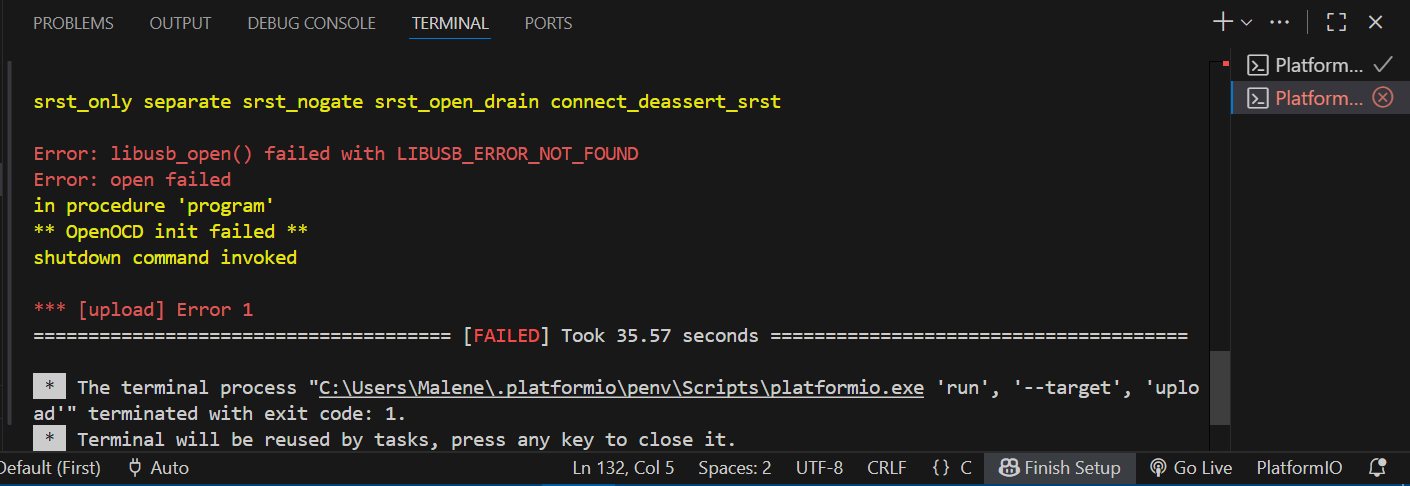 PROBLEMS OUTPUT DEBUG CONSOLE TERMINAL PORTS
Platform...
Platform...
srst_only separate srst_nogate srst_open_drain connect_deassert_srst
Error: libusb_open() failed with LIBUSB_ERROR_NOT_FOUND
Error: open failed
in procedure 'program'
** OpenOCD init failed **
shutdown command invoked
*** [upload] Error 1
====================================== [FAILED] Took 35.57 seconds ======================================
* The terminal process "C:\Users\Malene\.platformio\penv\Scripts\platformio.exe 'run', '--target', 'uplo
ad'" terminated with exit code: 1.
* Terminal will be reused by tasks, press any key to close it.
Default (First) Auto Ln 132, Col 5 Spaces: 2 UTF-8 CRLF {} C Finish Setup Go Live PlatformIO